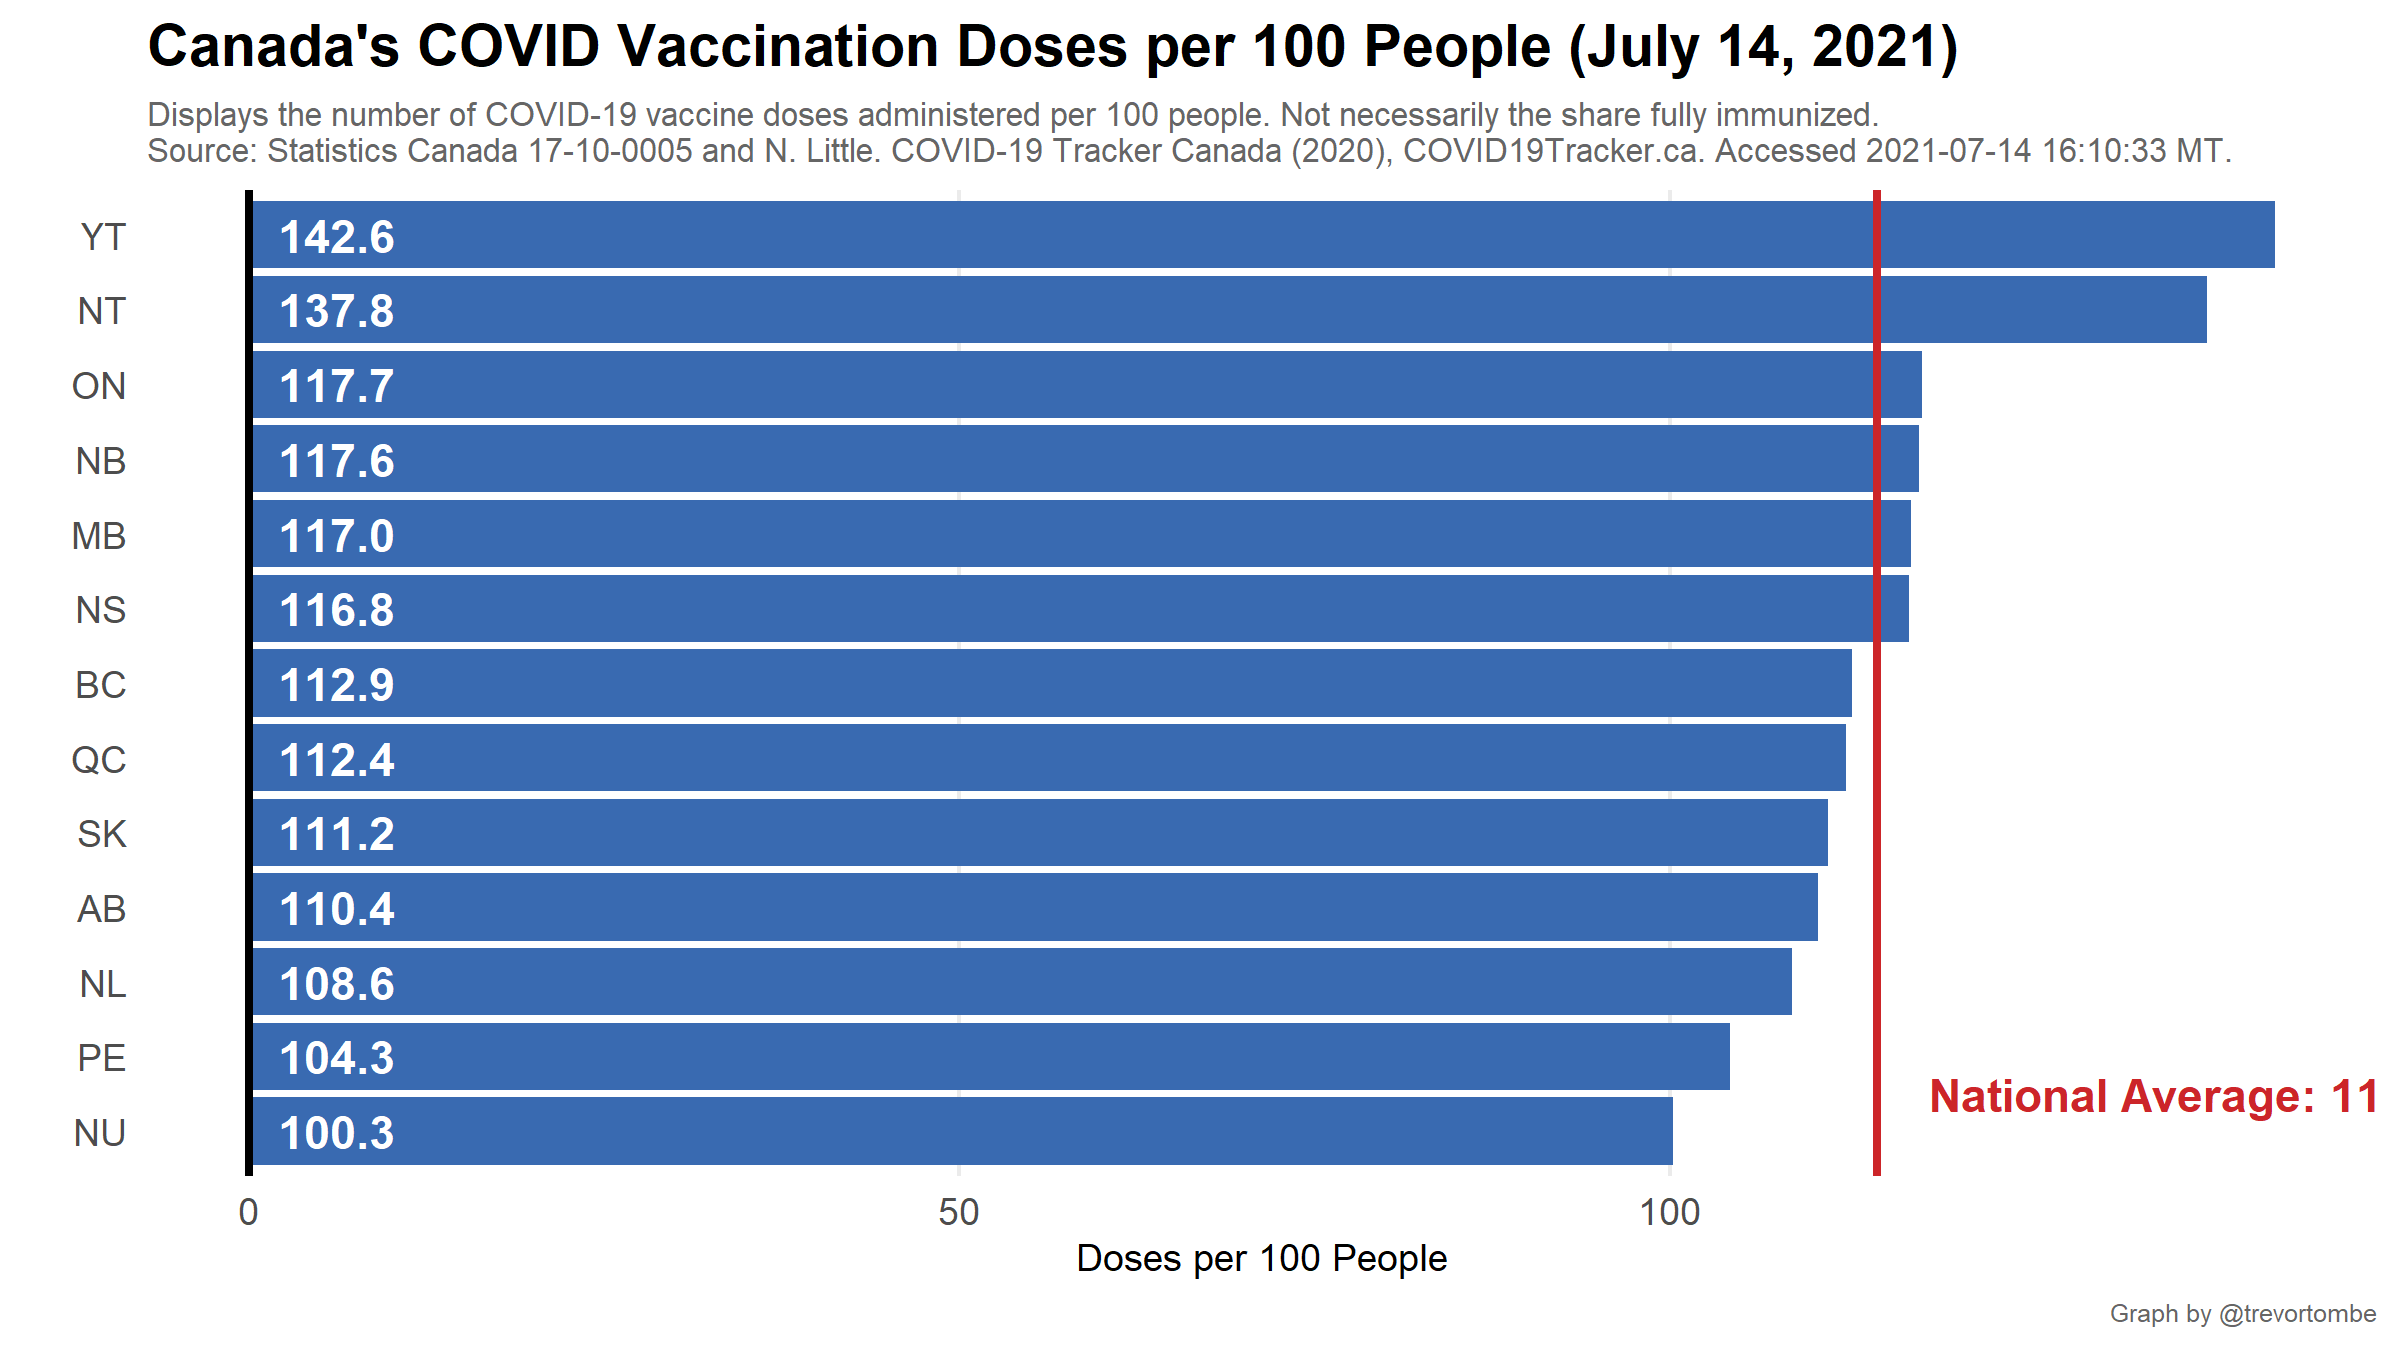 Canada's COVID Vaccination Doses per 100 People (July 14, 2021)
Displays the number of COVID-19 vaccine doses administered per 100 people. Not necessarily the share fully immunized.
Source: Statistics Canada 17-10-0005 and N. Little. COVID-19 Tracker Canada (2020), COVID19Tracker.ca. Accessed 2021-07-14 16:10:33 MT.
YT 142.6
NT 137.8
ON 117.7
NB 117.6
MB 117.0
NS 116.8
BC 112.9
QC 112.4
SK 111.2
AB 110.4
NL 108.6
PE 104.3
National Average: 11
NU 100.3
0 50 100
Doses per 100 People
Graph by @trevortombe